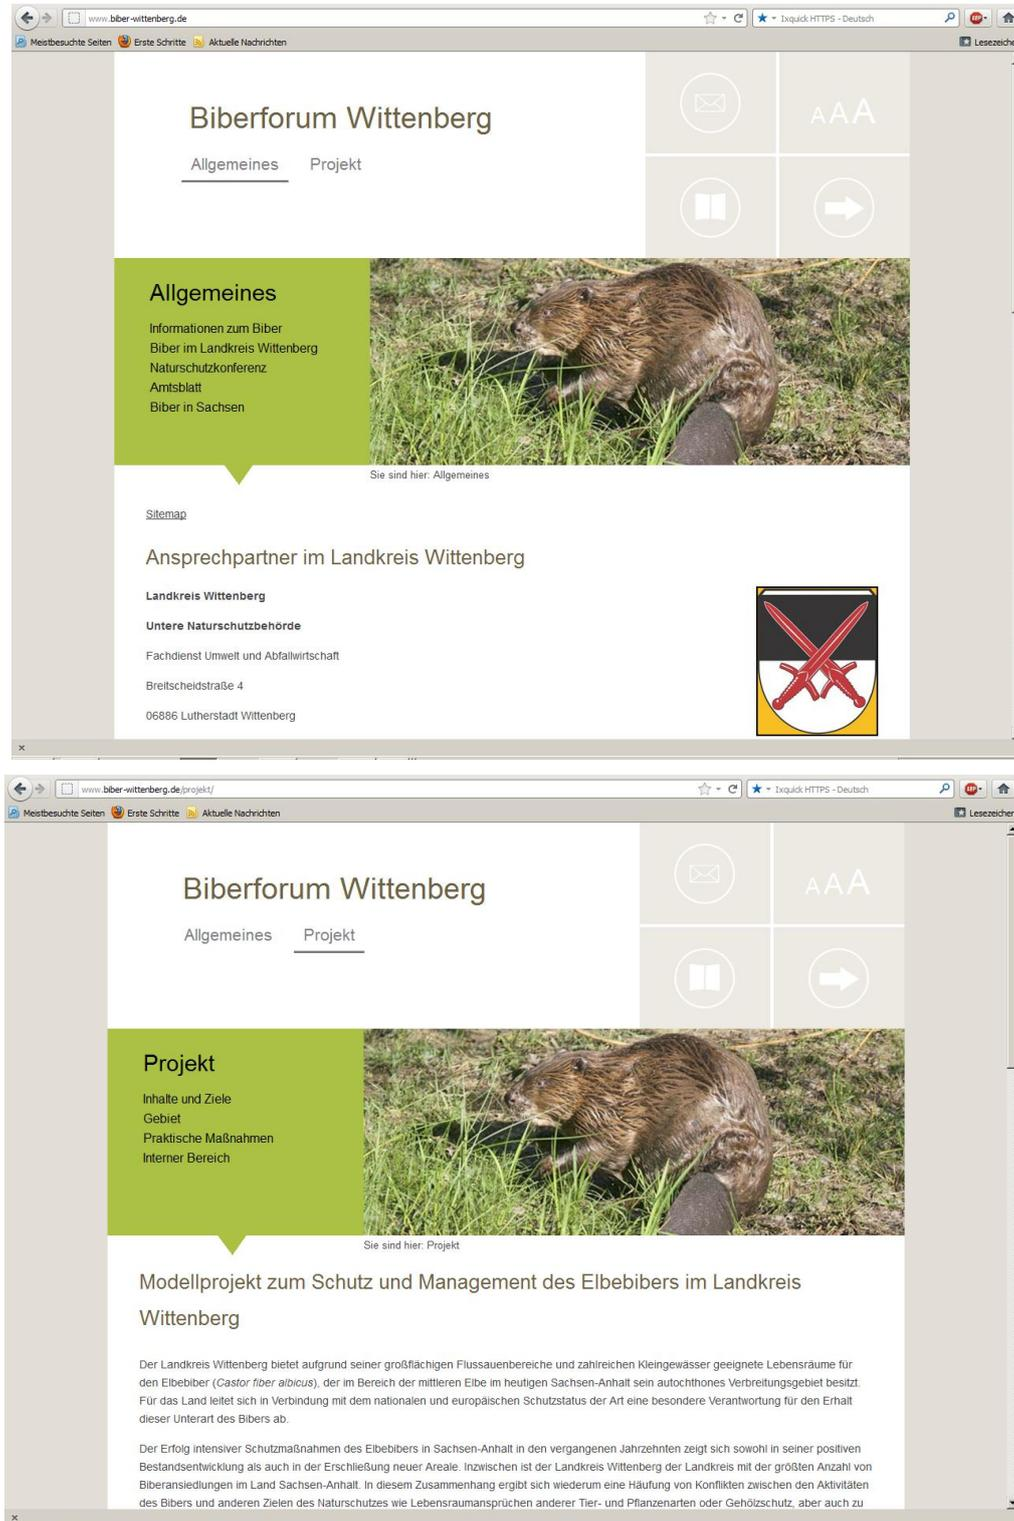 www.biber-wittenberg.de
Ixquick HTTPS - Deutsch
Meistbesuchte Seiten Erste Schritte Aktuelle Nachrichten
Lesezeiche
Biberforum Wittenberg
Allgemeines Projekt
AAA
Allgemeines
Informationen zum Biber
Biber im Landkreis Wittenberg
Naturschutzkonferenz
Amtsblatt
Biber in Sachsen
Sie sind hier: Allgemeines
Sitemap
Ansprechpartner im Landkreis Wittenberg
Landkreis Wittenberg
Untere Naturschutzbehörde
Fachdienst Umwelt und Abfallwirtschaft
Breitscheidstraße 4
06886 Lutherstadt Wittenberg
www.biber-wittenberg.de/projekt/
Ixquick HTTPS - Deutsch
Meistbesuchte Seiten Erste Schritte Aktuelle Nachrichten
Lesezeichen
Biberforum Wittenberg
Allgemeines Projekt
AAA
Projekt
Inhalte und Ziele
Gebiet
Praktische Maßnahmen
Interner Bereich
Sie sind hier: Projekt
Modellprojekt zum Schutz und Management des Elbebibers im Landkreis
Wittenberg
Der Landkreis Wittenberg bietet aufgrund seiner großflächigen Flussauenbereiche und zahlreichen Kleingewässer geeignete Lebensräume für
den Elbebiber (Castor fiber albicus), der im Bereich der mittleren Elbe im heutigen Sachsen-Anhalt sein autochthones Verbreitungsgebiet besitzt.
Für das Land leitet sich in Verbindung mit dem nationalen und europäischen Schutzstatus der Art eine besondere Verantwortung für den Erhalt
dieser Unterart des Bibers ab.
Der Erfolg intensiver Schutzmaßnahmen des Elbebibers in Sachsen-Anhalt in den vergangenen Jahrzehnten zeigt sich sowohl in seiner positiven
Bestandsentwicklung als auch in der Erschließung neuer Areale. Inzwischen ist der Landkreis Wittenberg der Landkreis mit der größten Anzahl von
Biberansiedlungen im Land Sachsen-Anhalt. In diesem Zusammenhang ergibt sich wiederum eine Häufung von Konflikten zwischen den Aktivitäten
des Bibers und anderen Zielen des Naturschutzes wie Lebensraumansprüchen anderer Tier- und Pflanzenarten oder Gehölzschutz, aber auch zu